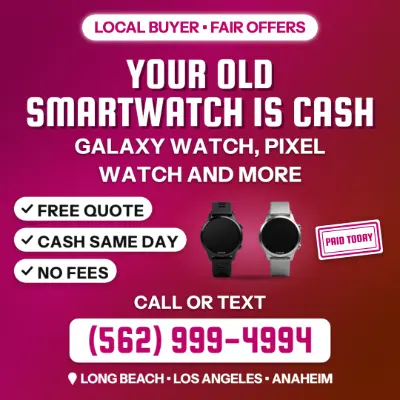 LOCAL BUYER • FAIR OFFERS
YOUR OLD
SMARTWATCH IS CASH
GALAXY WATCH, PIXEL
WATCH AND MORE
FREE QUOTE
CASH SAME DAY
NO FEES
PAID TODAY
CALL OR TEXT
(562) 999-4994
LONG BEACH • LOS ANGELES • ANAHEIM